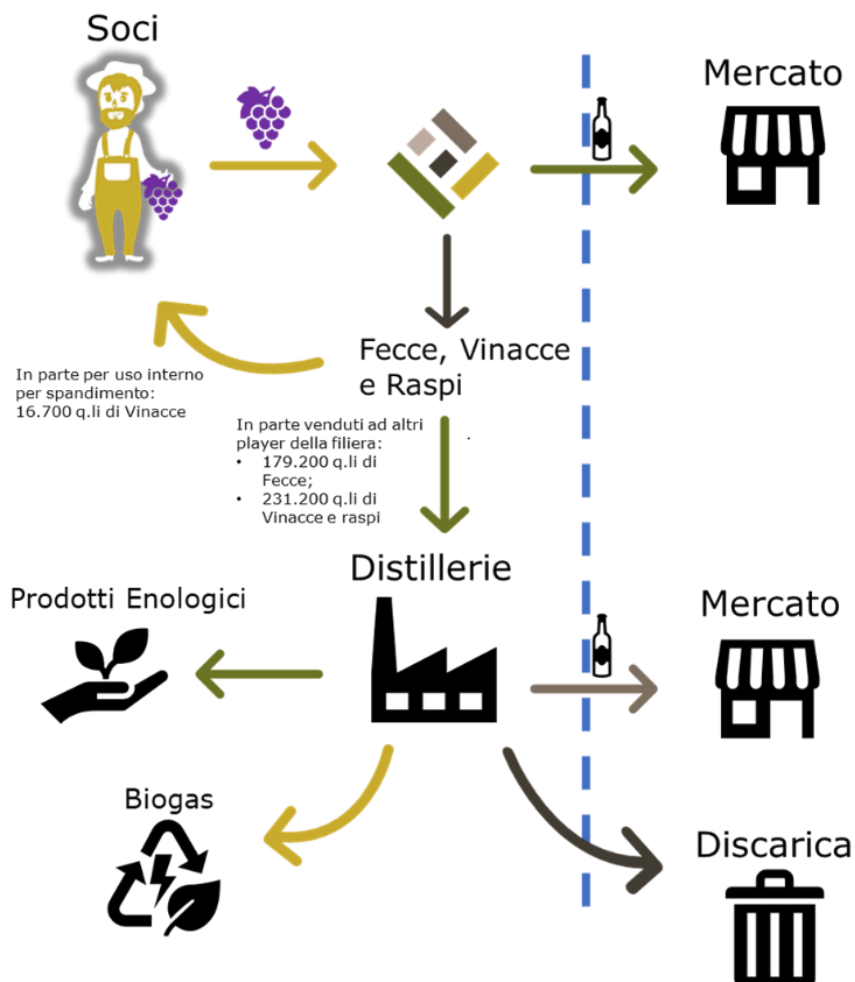 Soci
Mercato
Fecce, Vinacce
e Raspi
In parte per uso interno
per spandimento:
16.700 q.li di Vinacce
In parte venduti ad altri
player della filiera:
• 179.200 q.li di
Fecce;
• 231.200 q.li di
Vinacce e raspi
.
Distillerie
Prodotti Enologici
Mercato
Biogas
Discarica